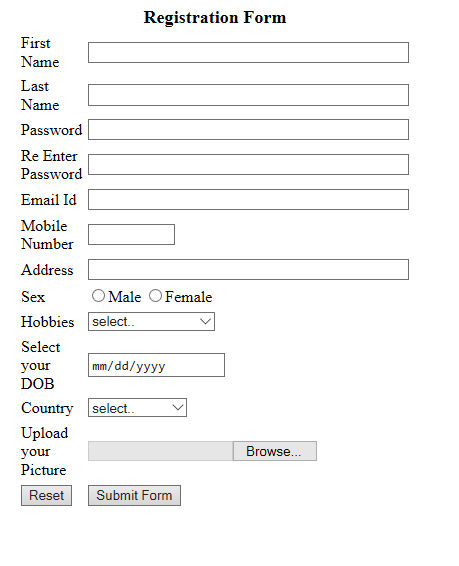 Registration Form
First
Name
Last
Name
Password
Re Enter
Password
Email Id
Mobile
Number
Address
Sex Male Female
Hobbies select..
Select
your
DOB
mm/dd/yyyy
Country select..
Upload
your
Picture
Browse...
Reset Submit Form